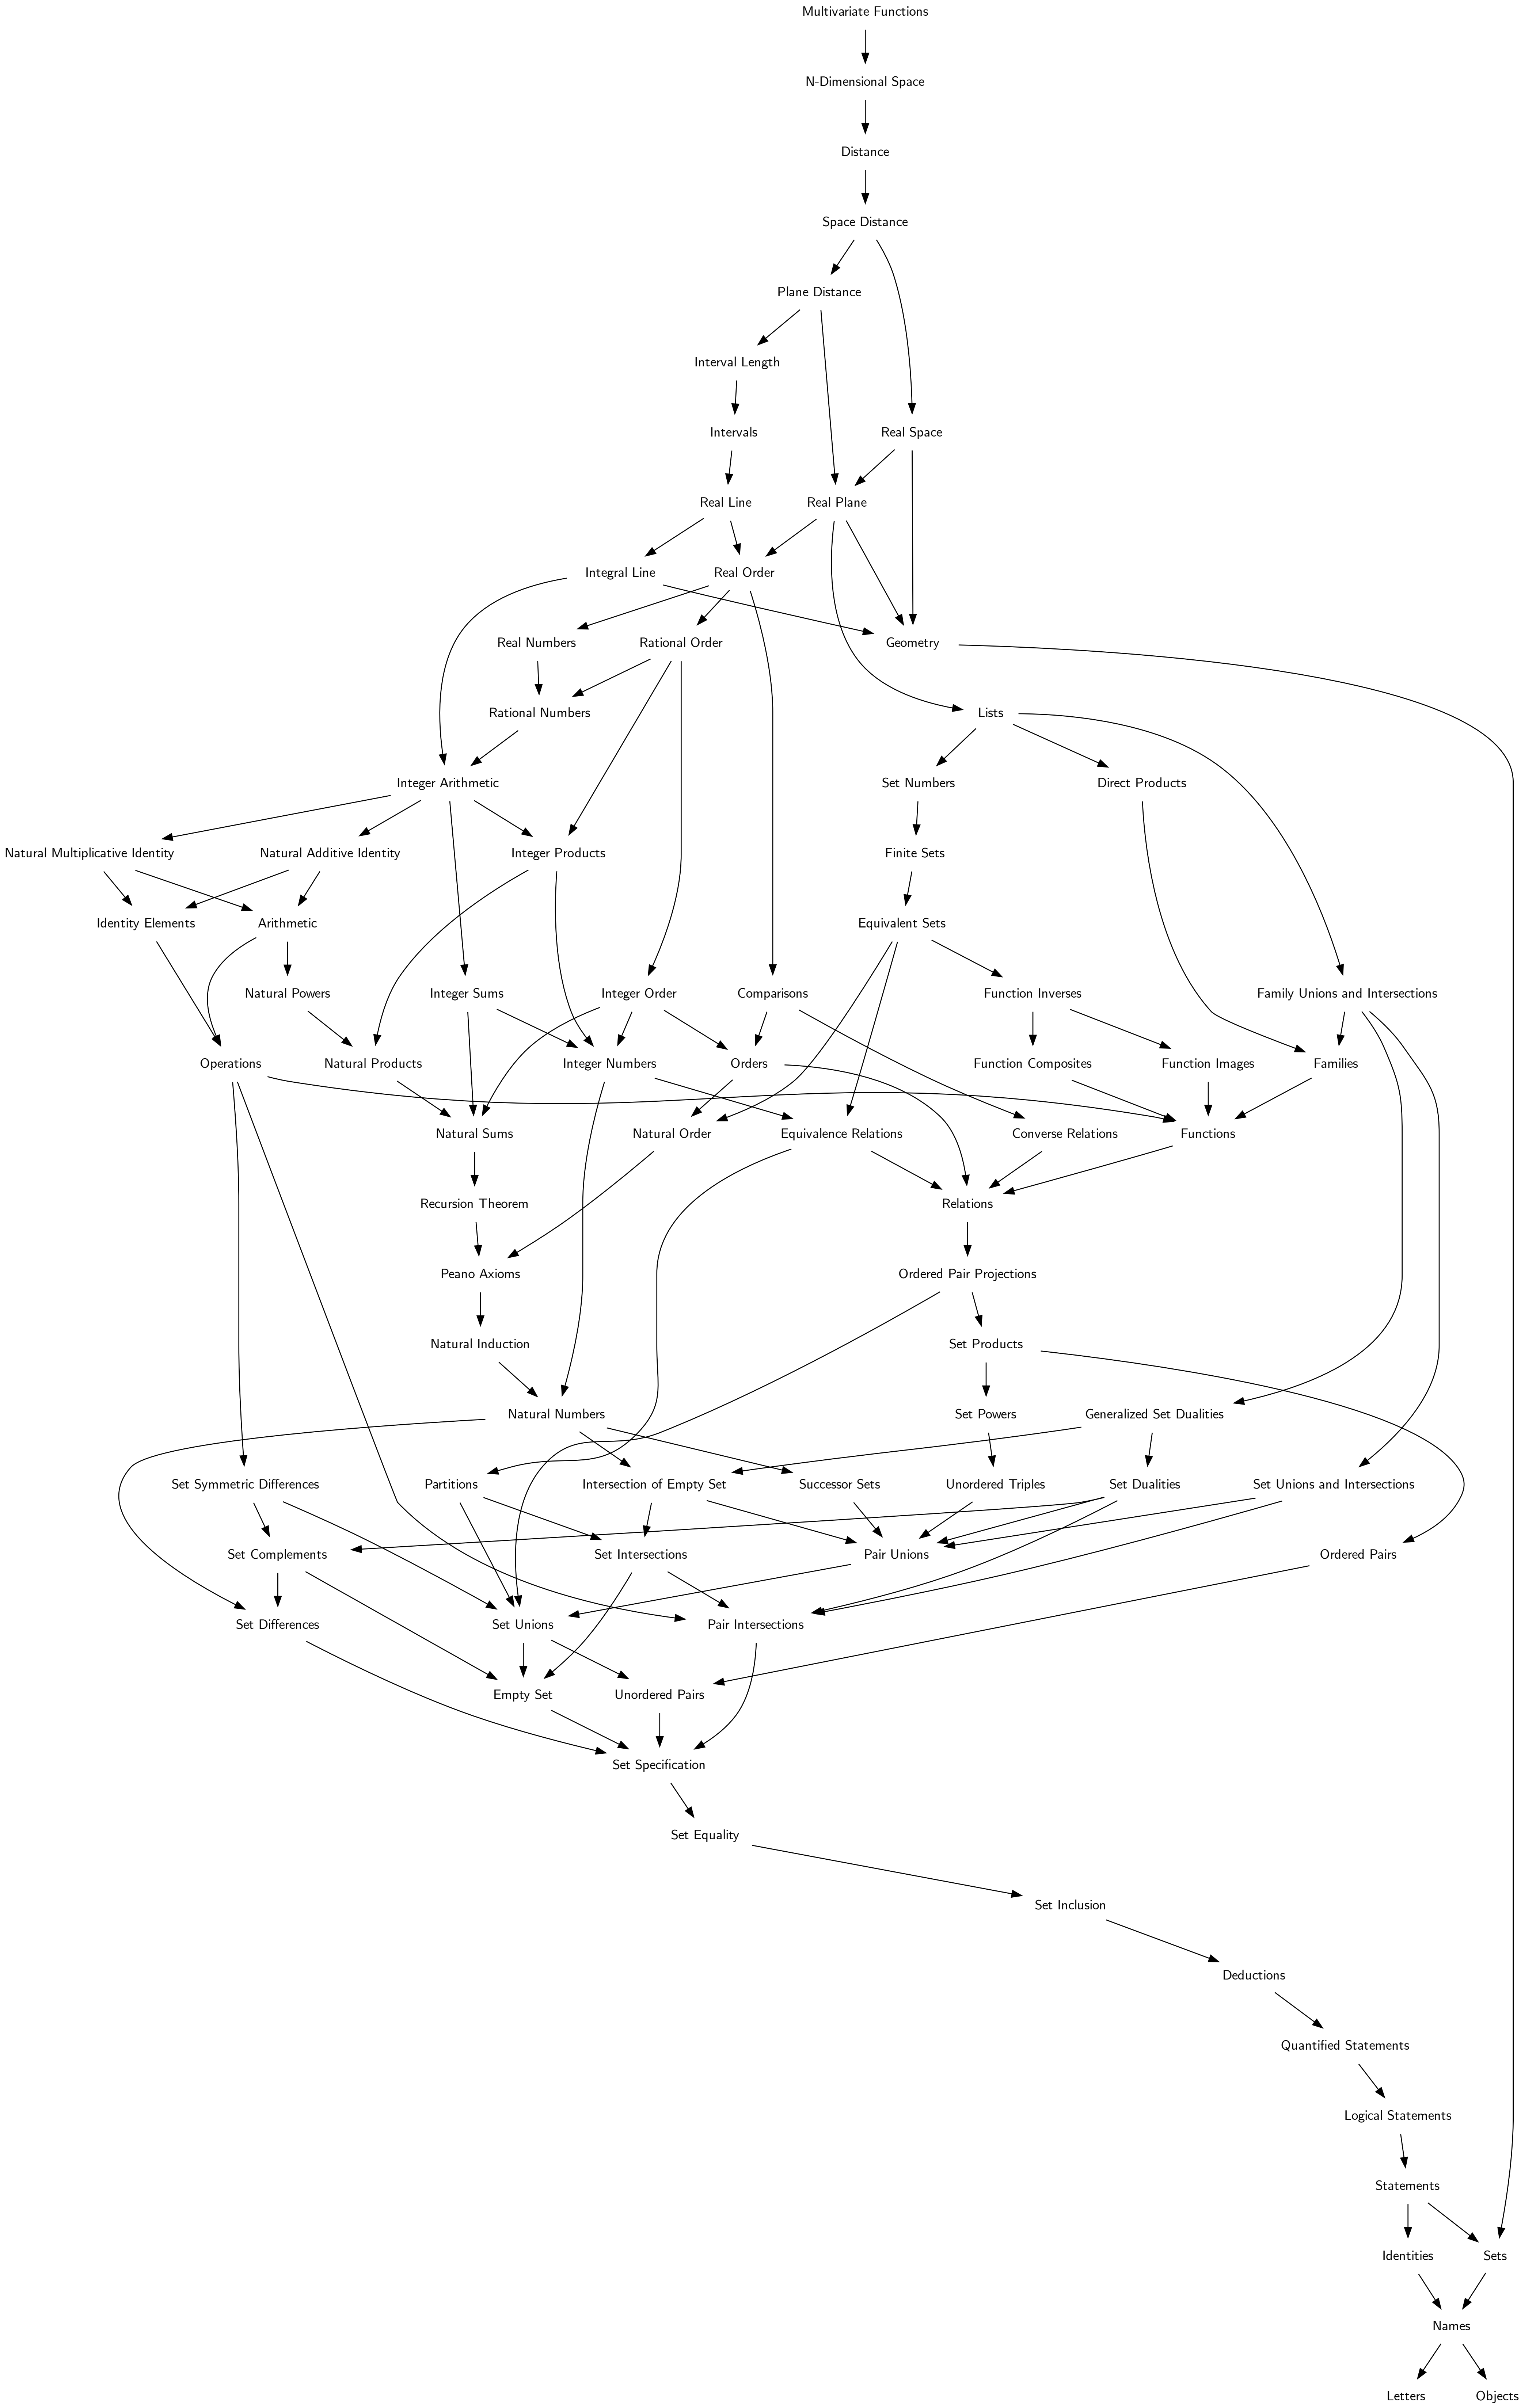 Multivariate Functions
N-Dimensional Space
Distance
Space Distance
Plane Distance
Interval Length
Intervals
Real Space
Real Line
Real Plane
Integral Line
Real Order
Real Numbers
Rational Order
Geometry
Rational Numbers
Lists
Integer Arithmetic
Set Numbers
Direct Products
Natural Multiplicative Identity
Natural Additive Identity
Integer Products
Finite Sets
Identity Elements
Arithmetic
Equivalent Sets
Natural Powers
Integer Sums
Integer Order
Comparisons
Function Inverses
Family Unions and Intersections
Operations
Natural Products
Integer Numbers
Orders
Function Composites
Function Images
Families
Natural Sums
Natural Order
Equivalence Relations
Converse Relations
Functions
Recursion Theorem
Relations
Peano Axioms
Ordered Pair Projections
Natural Induction
Set Products
Natural Numbers
Set Powers
Generalized Set Dualities
Set Symmetric Differences
Partitions
Intersection of Empty Set
Successor Sets
Unordered Triples
Set Dualities
Set Unions and Intersections
Set Complements
Set Intersections
Pair Unions
Ordered Pairs
Set Differences
Set Unions
Pair Intersections
Empty Set
Unordered Pairs
Set Specification
Set Equality
Set Inclusion
Deductions
Quantified Statements
Logical Statements
Statements
Identities
Sets
Names
Letters
Objects